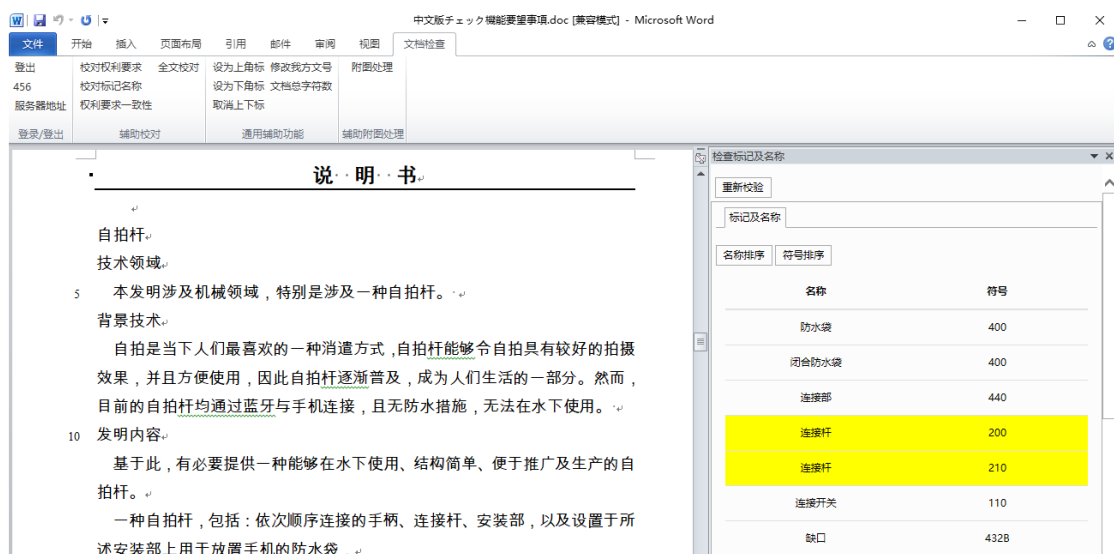 中文版チェック機能要望事項.doc [兼容模式] - Microsoft Word
文件 开始 插入 页面布局 引用 邮件 审阅 视图 文档检查
登出 校对权利要求 全文校对 设为上角标 修改我方文号 附图处理
456 校对标记名称 设为下角标 文档总字符数
服务器地址 权利要求一致性 取消上下标
登录/登出 辅助校对 通用辅助功能 辅助附图处理
说 明 书
自拍杆
技术领域
5 本发明涉及机械领域，特别是涉及一种自拍杆。
背景技术
自拍是当下人们最喜欢的一种消遣方式,自拍杆能够令自拍具有较好的拍摄
效果，并且方便使用，因此自拍杆逐渐普及，成为人们生活的一部分。然而，
目前的自拍杆均通过蓝牙与手机连接，且无防水措施，无法在水下使用。
10 发明内容
基于此，有必要提供一种能够在水下使用、结构简单、便于推广及生产的自
拍杆。
一种自拍杆，包括：依次顺序连接的手柄、连接杆、安装部，以及设置于所
述安装部上用于放置手机的防水袋，
检查标记及名称
重新校验
标记及名称
名称排序 符号排序
名称 符号
防水袋 400
闭合防水袋 400
连接部 440
连接杆 200
连接杆 210
连接开关 110
缺口 432B